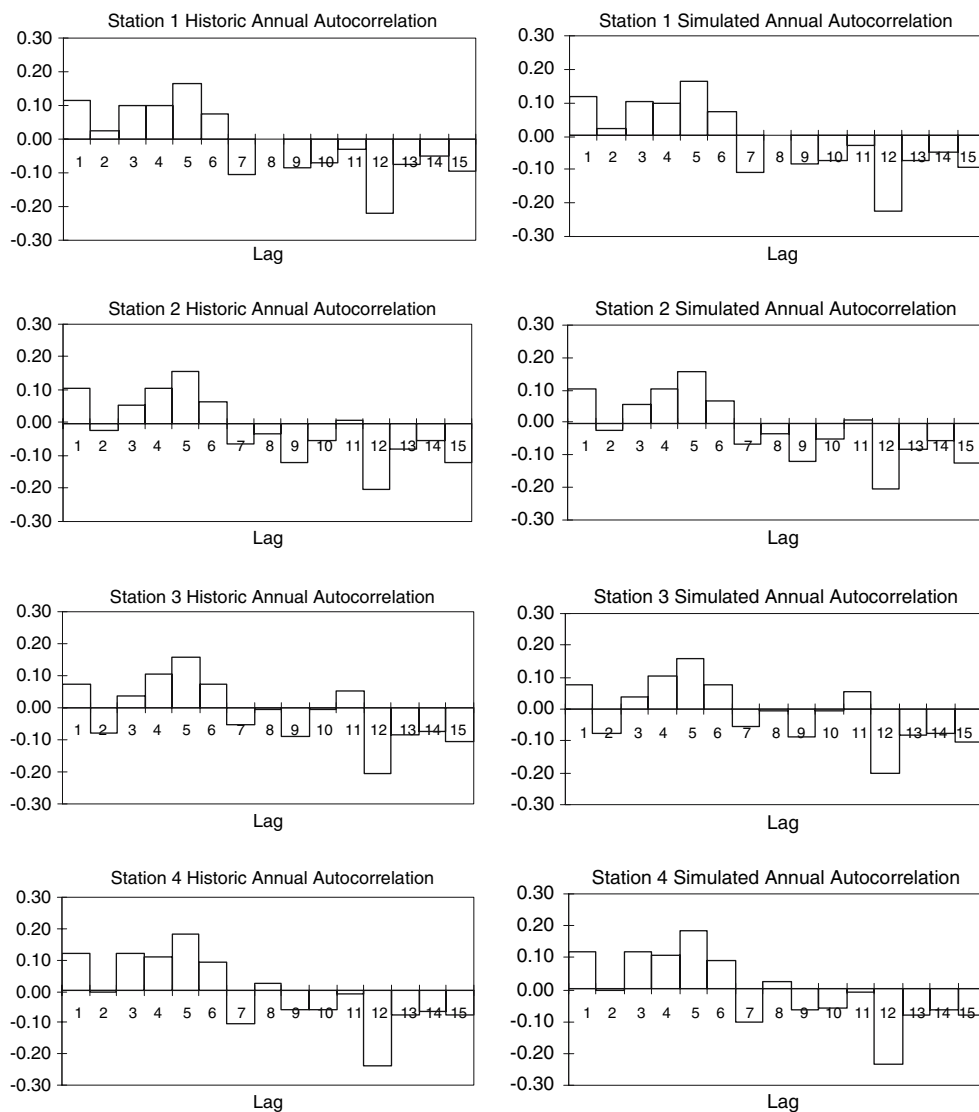 Station 1 Historic Annual Autocorrelation
0.30
0.20
0.10
0.00
-0.10
-0.20
-0.30
1 2 3 4 5 6 7 8 9 10 11 12 13 14 15
Lag
Station 1 Simulated Annual Autocorrelation
0.30
0.20
0.10
0.00
-0.10
-0.20
-0.30
1 2 3 4 5 6 7 8 9 10 11 12 13 14 15
Lag
Station 2 Historic Annual Autocorrelation
0.30
0.20
0.10
0.00
-0.10
-0.20
-0.30
1 2 3 4 5 6 7 8 9 10 11 12 13 14 15
Lag
Station 2 Simulated Annual Autocorrelation
0.30
0.20
0.10
0.00
-0.10
-0.20
-0.30
1 2 3 4 5 6 7 8 9 10 11 12 13 14 15
Lag
Station 3 Historic Annual Autocorrelation
0.30
0.20
0.10
0.00
-0.10
-0.20
-0.30
1 2 3 4 5 6 7 8 9 10 11 12 13 14 15
Lag
Station 3 Simulated Annual Autocorrelation
0.30
0.20
0.10
0.00
-0.10
-0.20
-0.30
1 2 3 4 5 6 7 8 9 10 11 12 13 14 15
Lag
Station 4 Historic Annual Autocorrelation
0.30
0.20
0.10
0.00
-0.10
-0.20
-0.30
1 2 3 4 5 6 7 8 9 10 11 12 13 14 15
Lag
Station 4 Simulated Annual Autocorrelation
0.30
0.20
0.10
0.00
-0.10
-0.20
-0.30
1 2 3 4 5 6 7 8 9 10 11 12 13 14 15
Lag